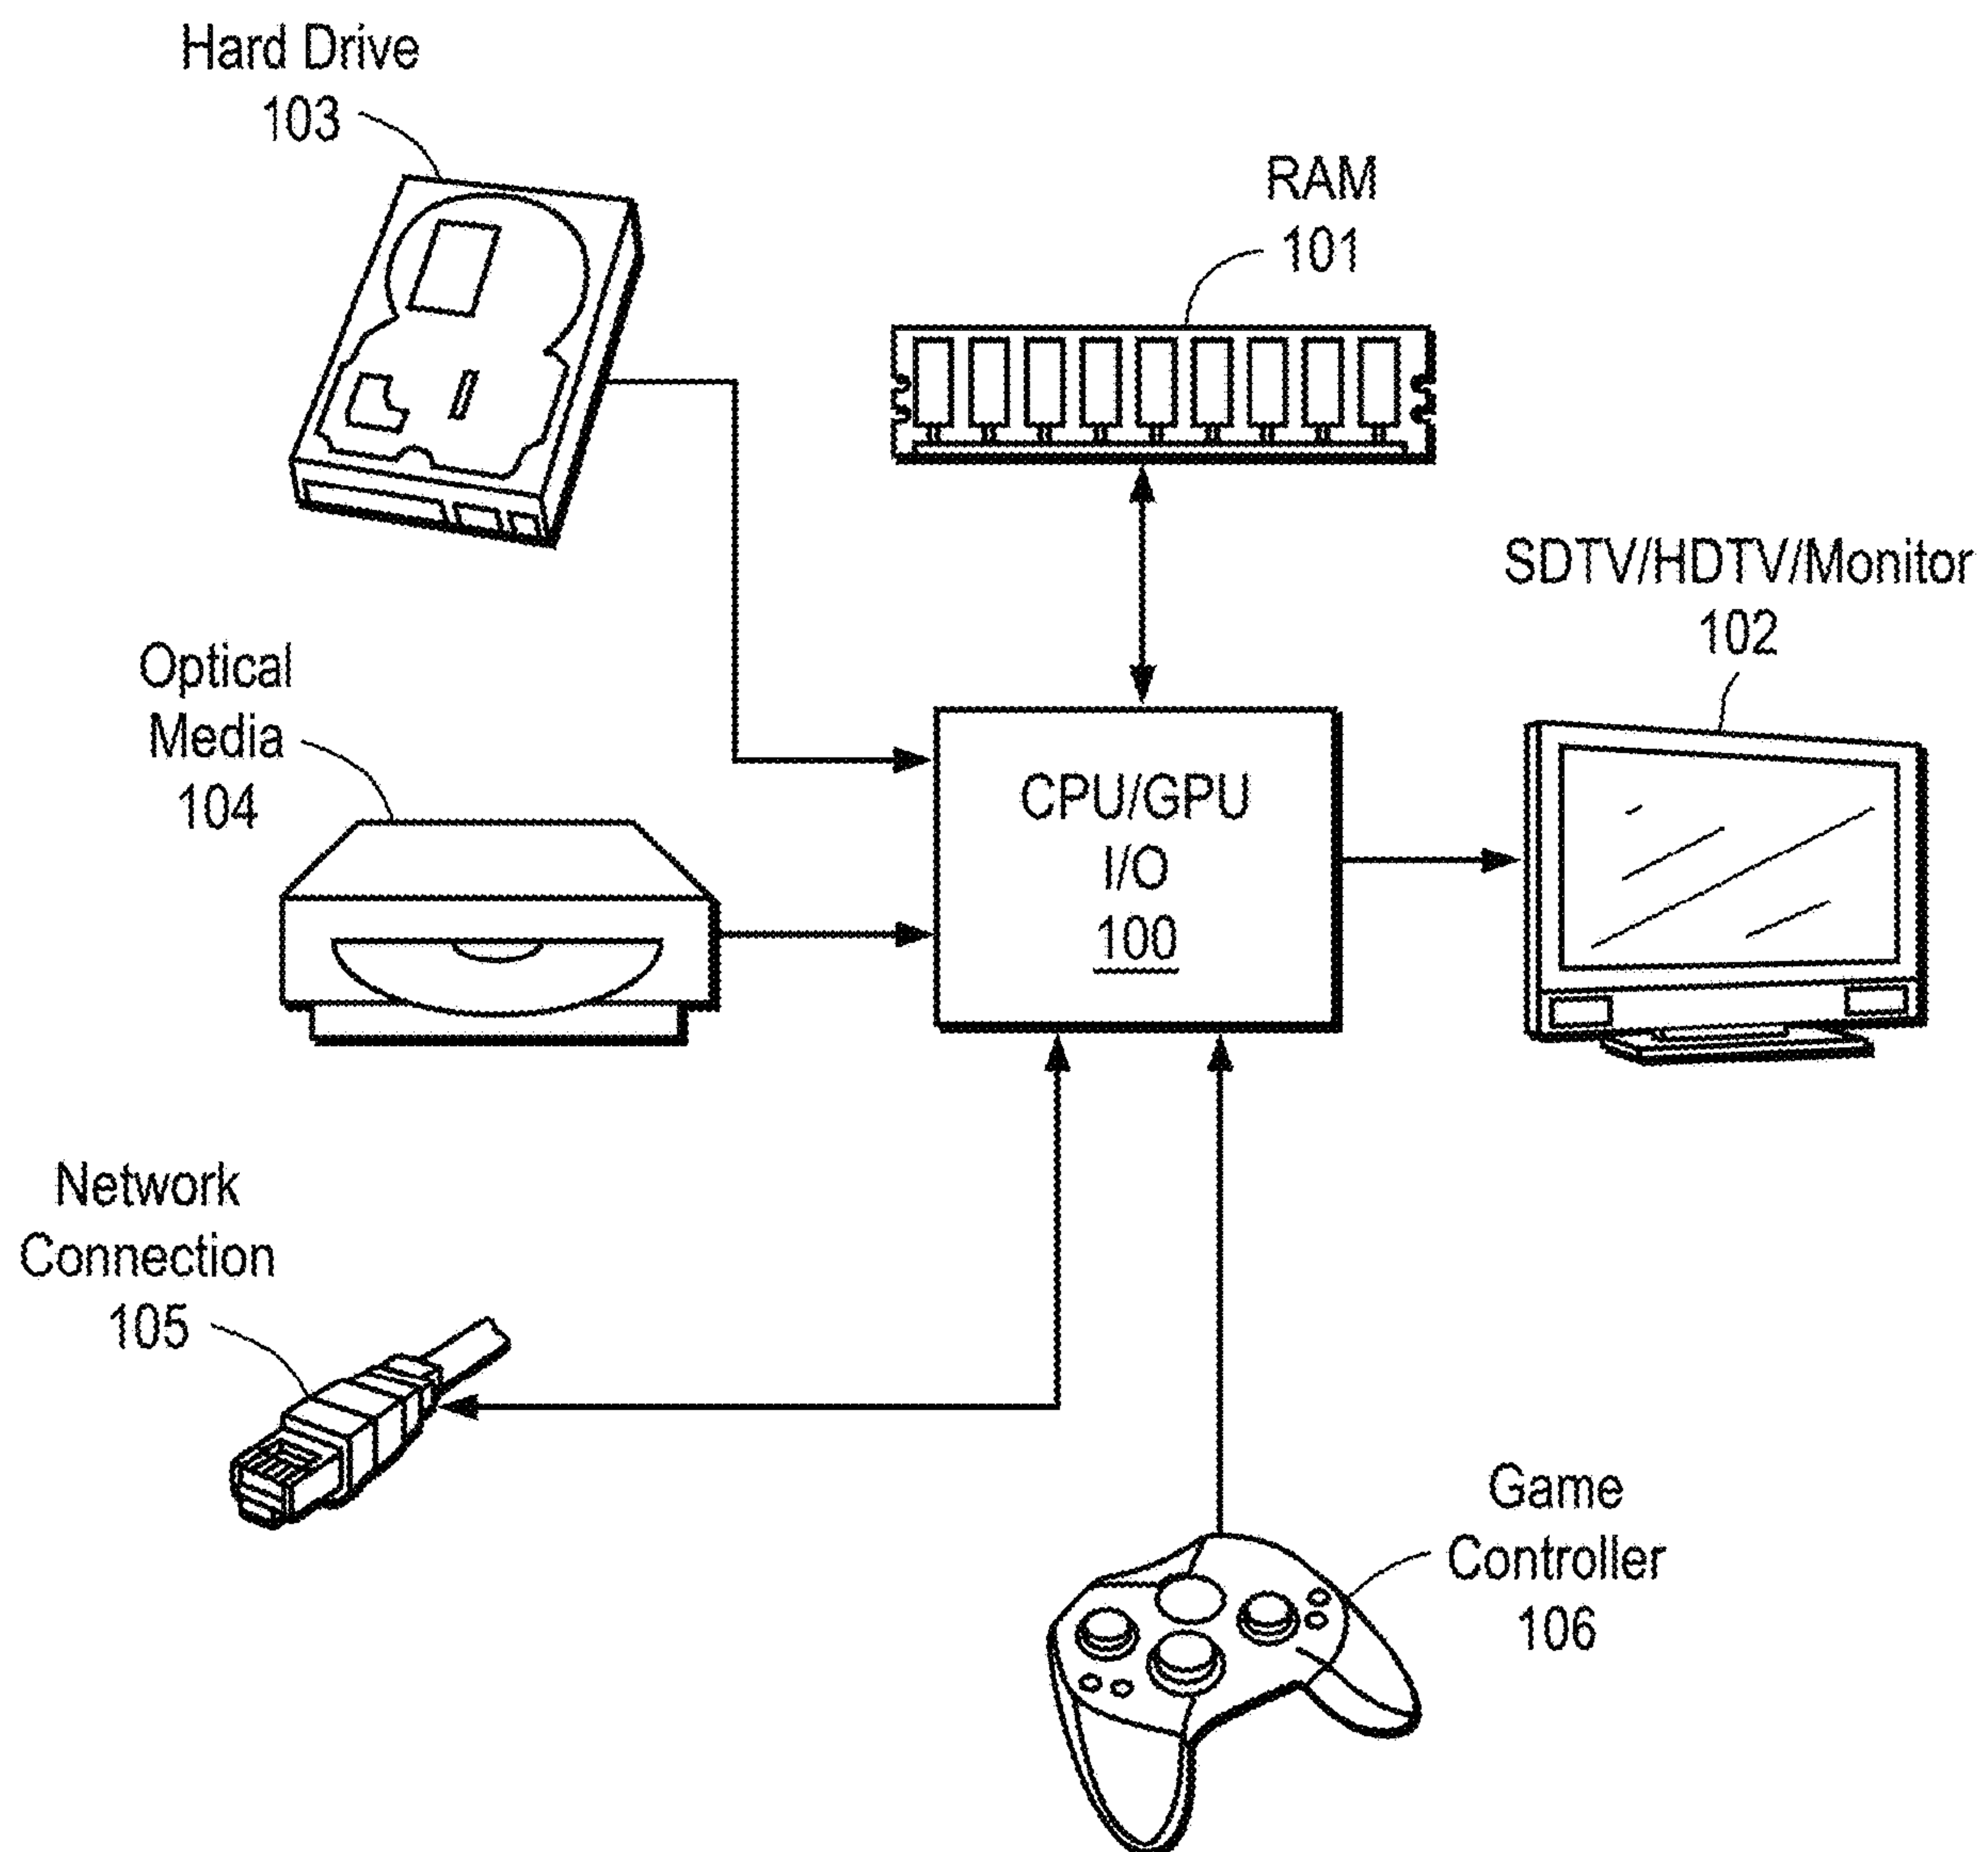 Hard Drive
103
RAM
101
SDTV/HDTV/Monitor
102
Optical
Media
104
CPU/GPU
I/O
100
Network
Connection
105
Game
Controller
106